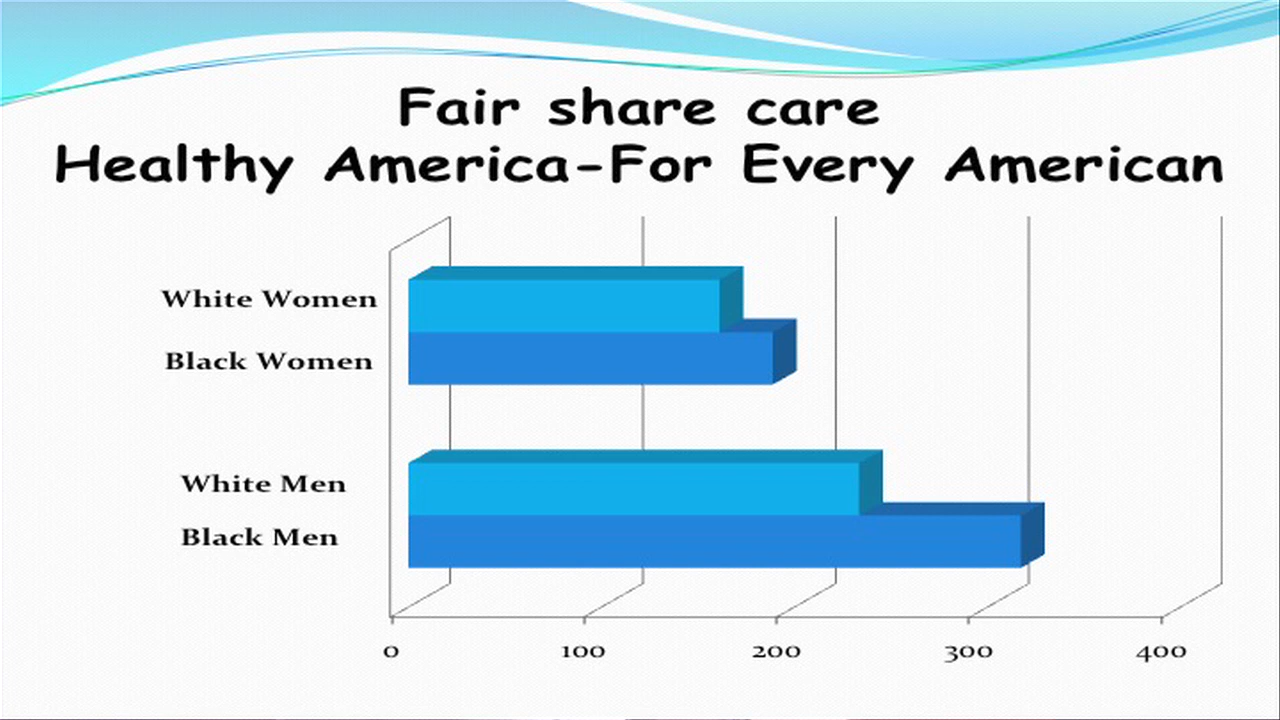 Fair share care
Healthy America-For Every American
White Women
Black Women
White Men
Black Men
0 100 200 300 400